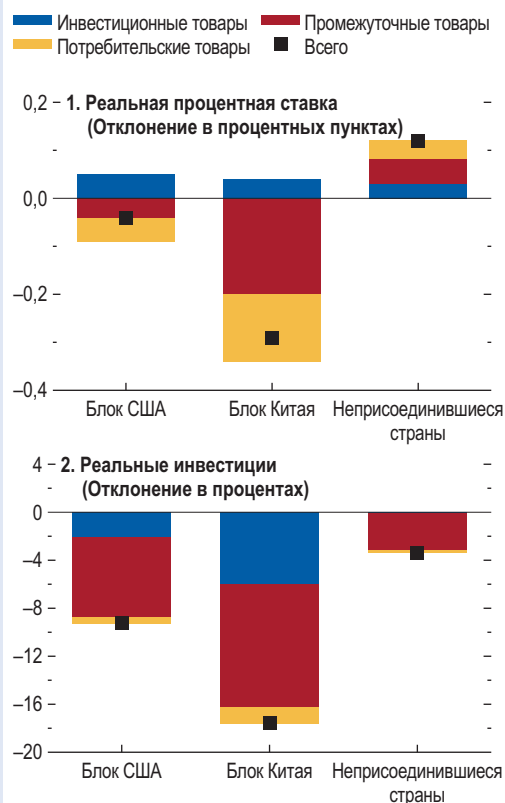 Инвестиционные товары Промежуточные товары
Потребительские товары Всего
1. Реальная процентная ставка
(Отклонение в процентных пунктах)
0,2
0,0
–0,2
–0,4
Блок США Блок Китая Неприсоединившиеся
страны
2. Реальные инвестиции
(Отклонение в процентах)
4
0
–4
–8
–12
–16
–20
Блок США Блок Китая Неприсоединившиеся
страны